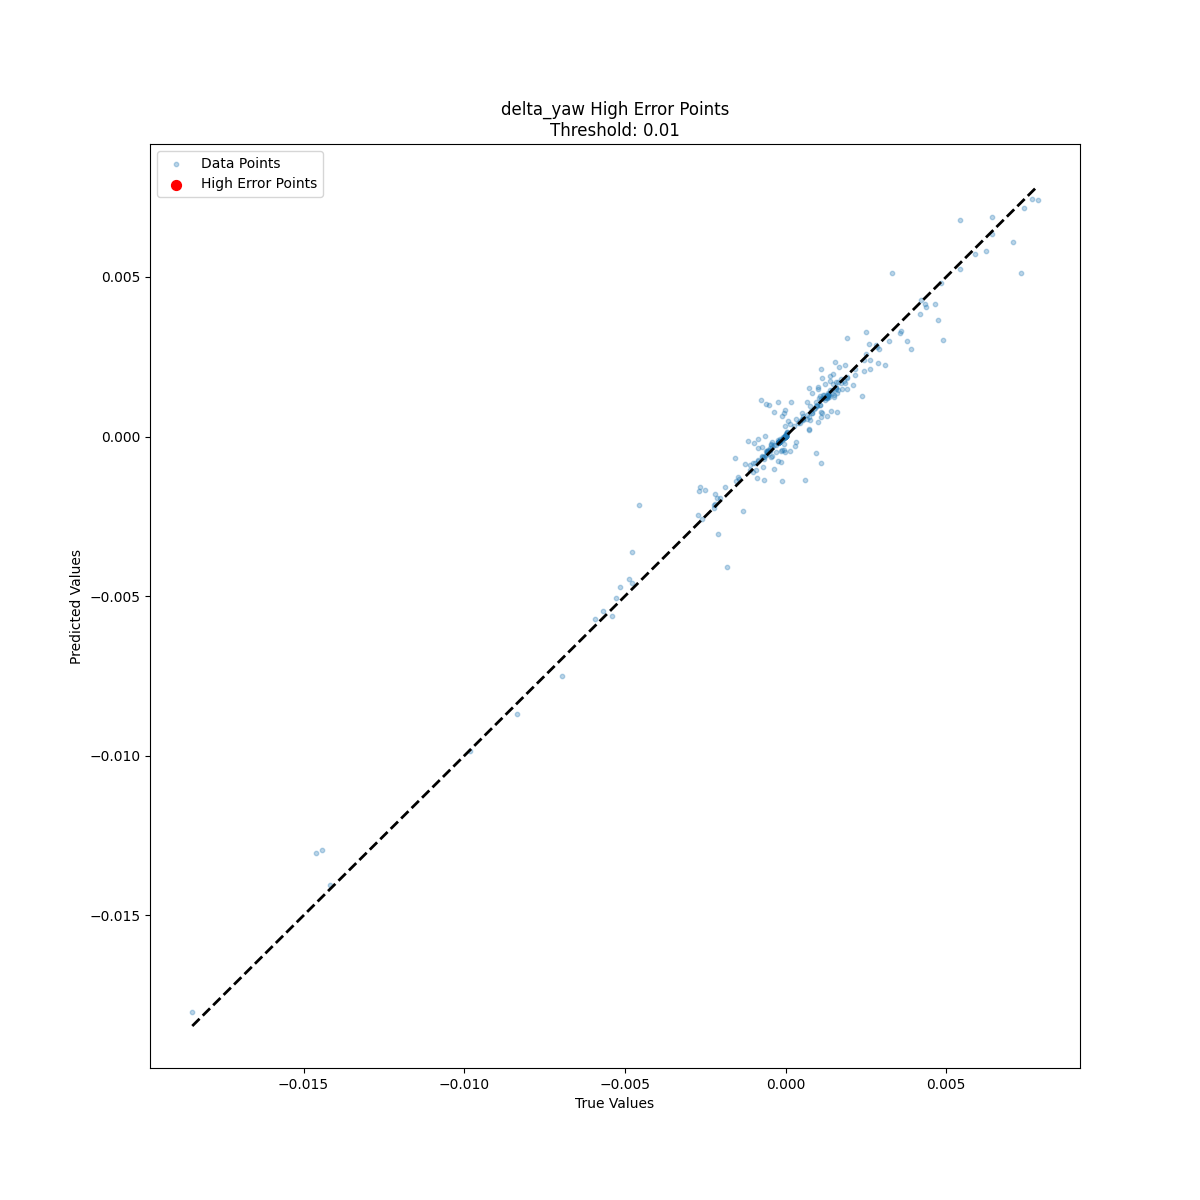 delta_yaw High Error Points
Threshold: 0.01
Data Points
High Error Points
0.005
0.000
−0.005
−0.010
−0.015
Predicted Values
−0.015
−0.010
−0.005
0.000
0.005
True Values